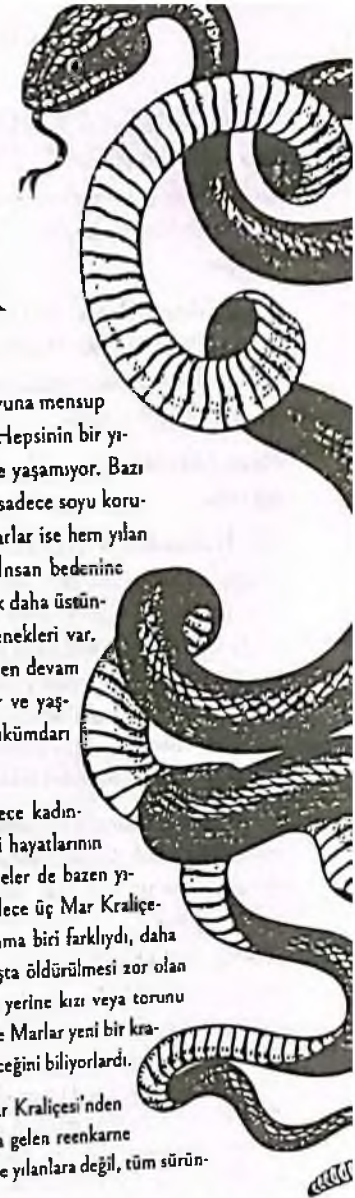 yuna mensup
Hepsinin bir yı-
e yaşamıyor. Bazı
sadece soyu koru-
arlar ise hem yılan
İnsan bedenine
k daha üstün-
enekleri var.
en devam
r ve yaş-
ükümdarı
ece kadın-
i hayatlarının
eler de bazen yı-
lece üç Mar Kraliçe-
ama biri farklıydı, daha
şta öldürülmesi zor olan
yerine kızı veya torunu
e Marlar yeni bir kra-
ceğini biliyorlardı.
ar Kraliçesi'nden
a gelen reenkarne
e yılanlara değil, tüm sürün-